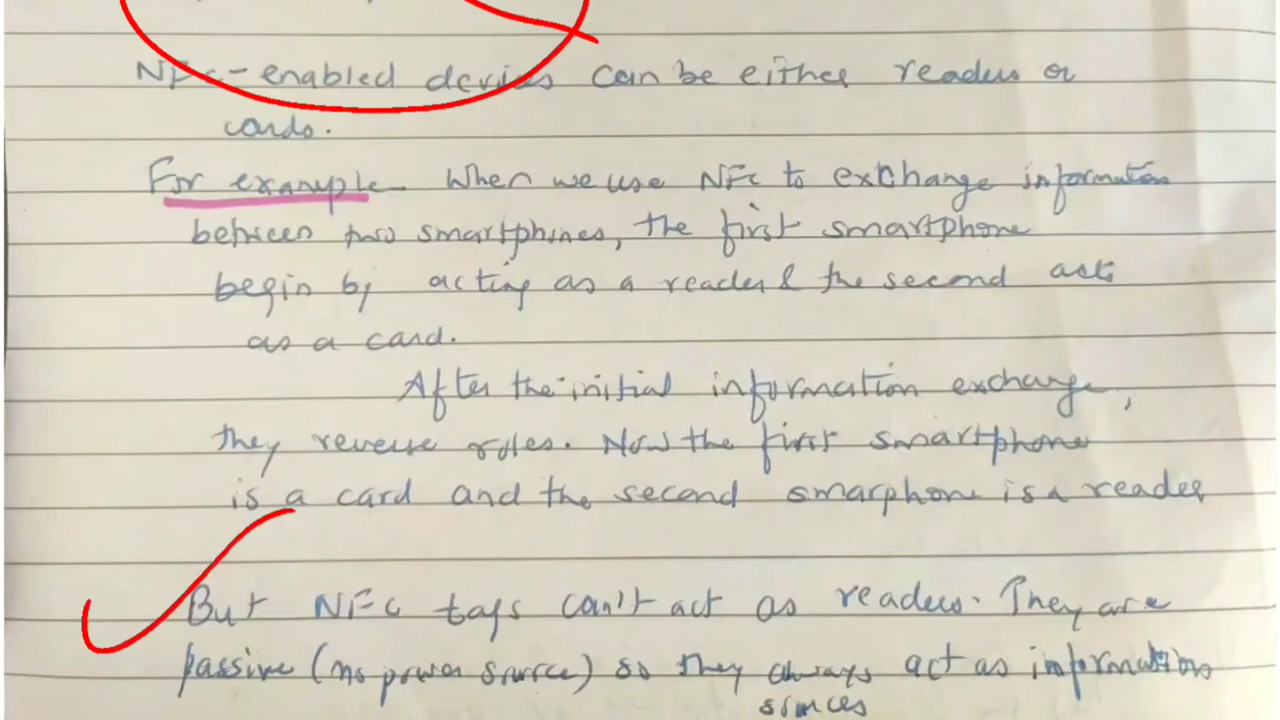 NFC-enabled devices can be either readers or
cards.
For example When we use NFC to exchange information
between two smartphones, the first smartphone
begin by acting as a reader & the second acts
as a card.
After the initial information exchange,
they reverse roles. Now the first smartphone
is a card and the second smarphone is a reader
But NFC tags can't act as readers. They are
passive (no power source) so they always act as information
sources